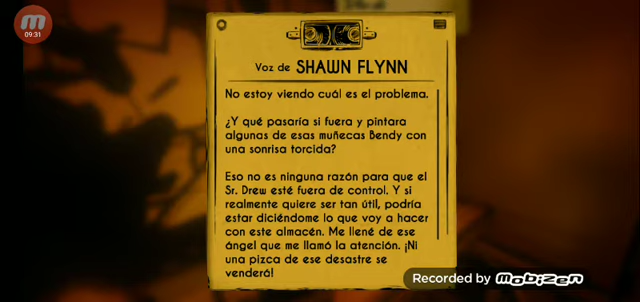 m
09:31
Voz de SHAWN FLYNN
No estoy viendo cuál es el problema.
¿Y qué pasaría si fuera y pintara
algunas de esas muñecas Bendy con
una sonrisa torcida?
Eso no es ninguna razón para que el
Sr. Drew esté fuera de control. Y si
realmente quiere ser tan útil, podría
estar diciéndome lo que voy a hacer
con este almacén. Me llené de ese
ángel que me llamó la atención. ¡Ni
una pizca de ese desastre se
venderá!
Recorded by mobizen